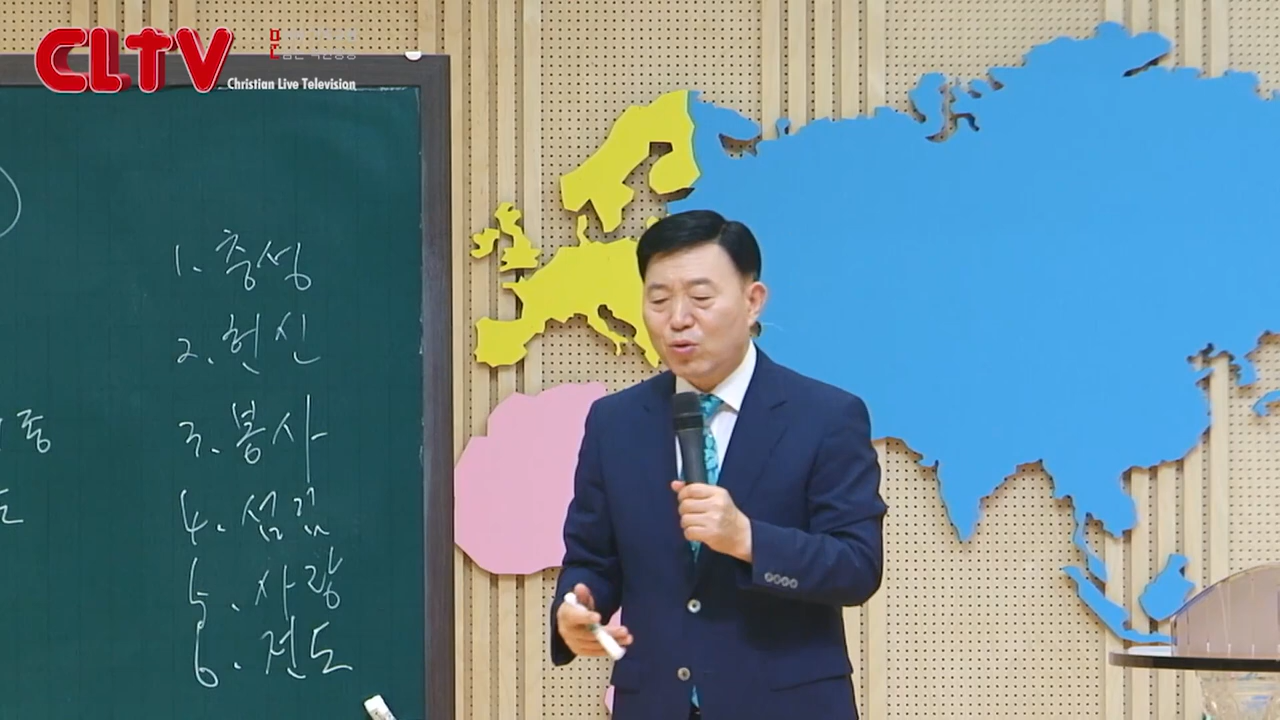 CLTV
Christian Live Television
1. 충성
2. 헌신
3. 봉사
4. 섬김
5. 사랑
6. 전도